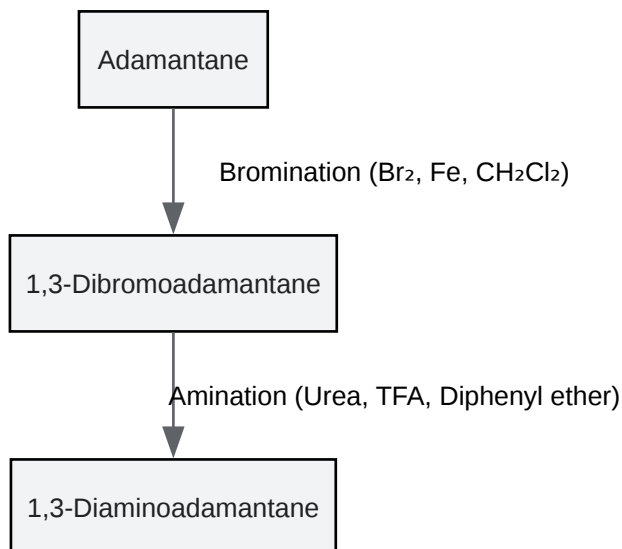 Adamantane
Bromination (Br₂, Fe, CH₂Cl₂)
1,3-Dibromoadamantane
Amination (Urea, TFA, Diphenyl ether)
1,3-Diaminoadamantane